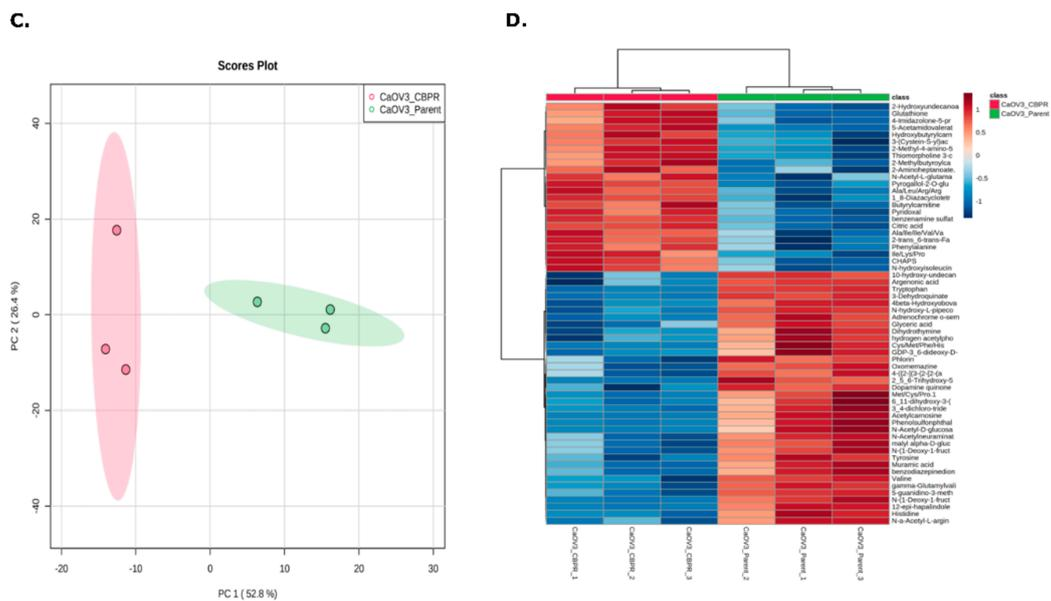 C.
Scores Plot
CaOV3_CBPR
CaOV3_Parent
40
20
0
-20
-40
PC 2 ( 26.4 %)
-20
-10
0
10
20
30
PC 1 ( 52.8 %)
D.
class
2-Hydroxyundecanoa
Glutathione
4-Imidazolone-5-pr
5-Acetamidovalerat
Hydroxybutyrylcarn
3-(Cystein-S-yl)ac
2-Methyl-4-amino-5
Thiomorpholine 3-c
2-Methylbutyroylca
2-Aminoheptanoate.
N-Acetyl-L-glutama
Pyrogallol-2-O-glu
Ala/Leu/Arg/Arg
1_8-Diazacyclotetr
Butyrylcarnitine
Pyridoxal
benzenamine sulfat
Citric acid
Ala/Ile/Ile/Val/Va
2-trans_6-trans-Fa
Phenylalanine
Ile/Lys/Pro
CHAPS
N-hydroxyisoleucin
10-hydroxy-undecan
Argenonic acid
Tryptophan
3-Dehydroquinate
4beta-Hydroxyobova
N-hydroxy-L-pipeco
Adrenochrome o-sem
Glyceric acid
Dihydrothymine
hydrogen acetylpho
Cys/Met/Phe/His
GDP-3_6-dideoxy-D-
Phlorin
Oxomemazine
4-([2-[3-(2-[2-(a
2_5_6-Trihydroxy-5
Dopamine quinone
Met/Cys/Pro.1
6_11-dihydroxy-3-(
3_4-dichloro-tride
Acetylcarnosine
Phenolsulfonphthal
N-Acetyl-D-glucosa
N-Acetylneuraminat
malyl alpha-D-gluc
N-(1-Deoxy-1-fruct
Tyrosine
Muramic acid
benzodiazepinedion
Valine
gamma-Glutamylvali
5-guanidino-3-meth
N-(1-Deoxy-1-fruct
12-epi-hapalindole
Histidine
N-a-Acetyl-L-argin
CaOV3_CBPR_1
CaOV3_CBPR_2
CaOV3_CBPR_3
CaOV3_Parent_2
CaOV3_Parent_1
CaOV3_Parent_3
1
0.5
0
-0.5
-1
class
CaOV3_CBPR
CaOV3_Parent